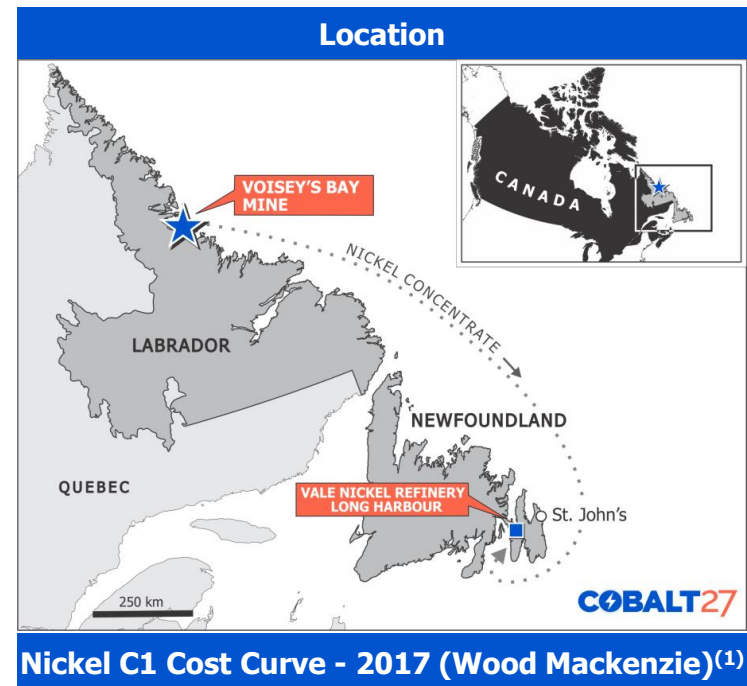 Location
CANADA
VOISEY'S BAY
MINE
NICKEL CONCENTRATE
LABRADOR
NEWFOUNDLAND
QUEBEC
VALE NICKEL REFINERY
LONG HARBOUR
St. John's
250 km
COBALT27
Nickel C1 Cost Curve - 2017 (Wood Mackenzie)(1)